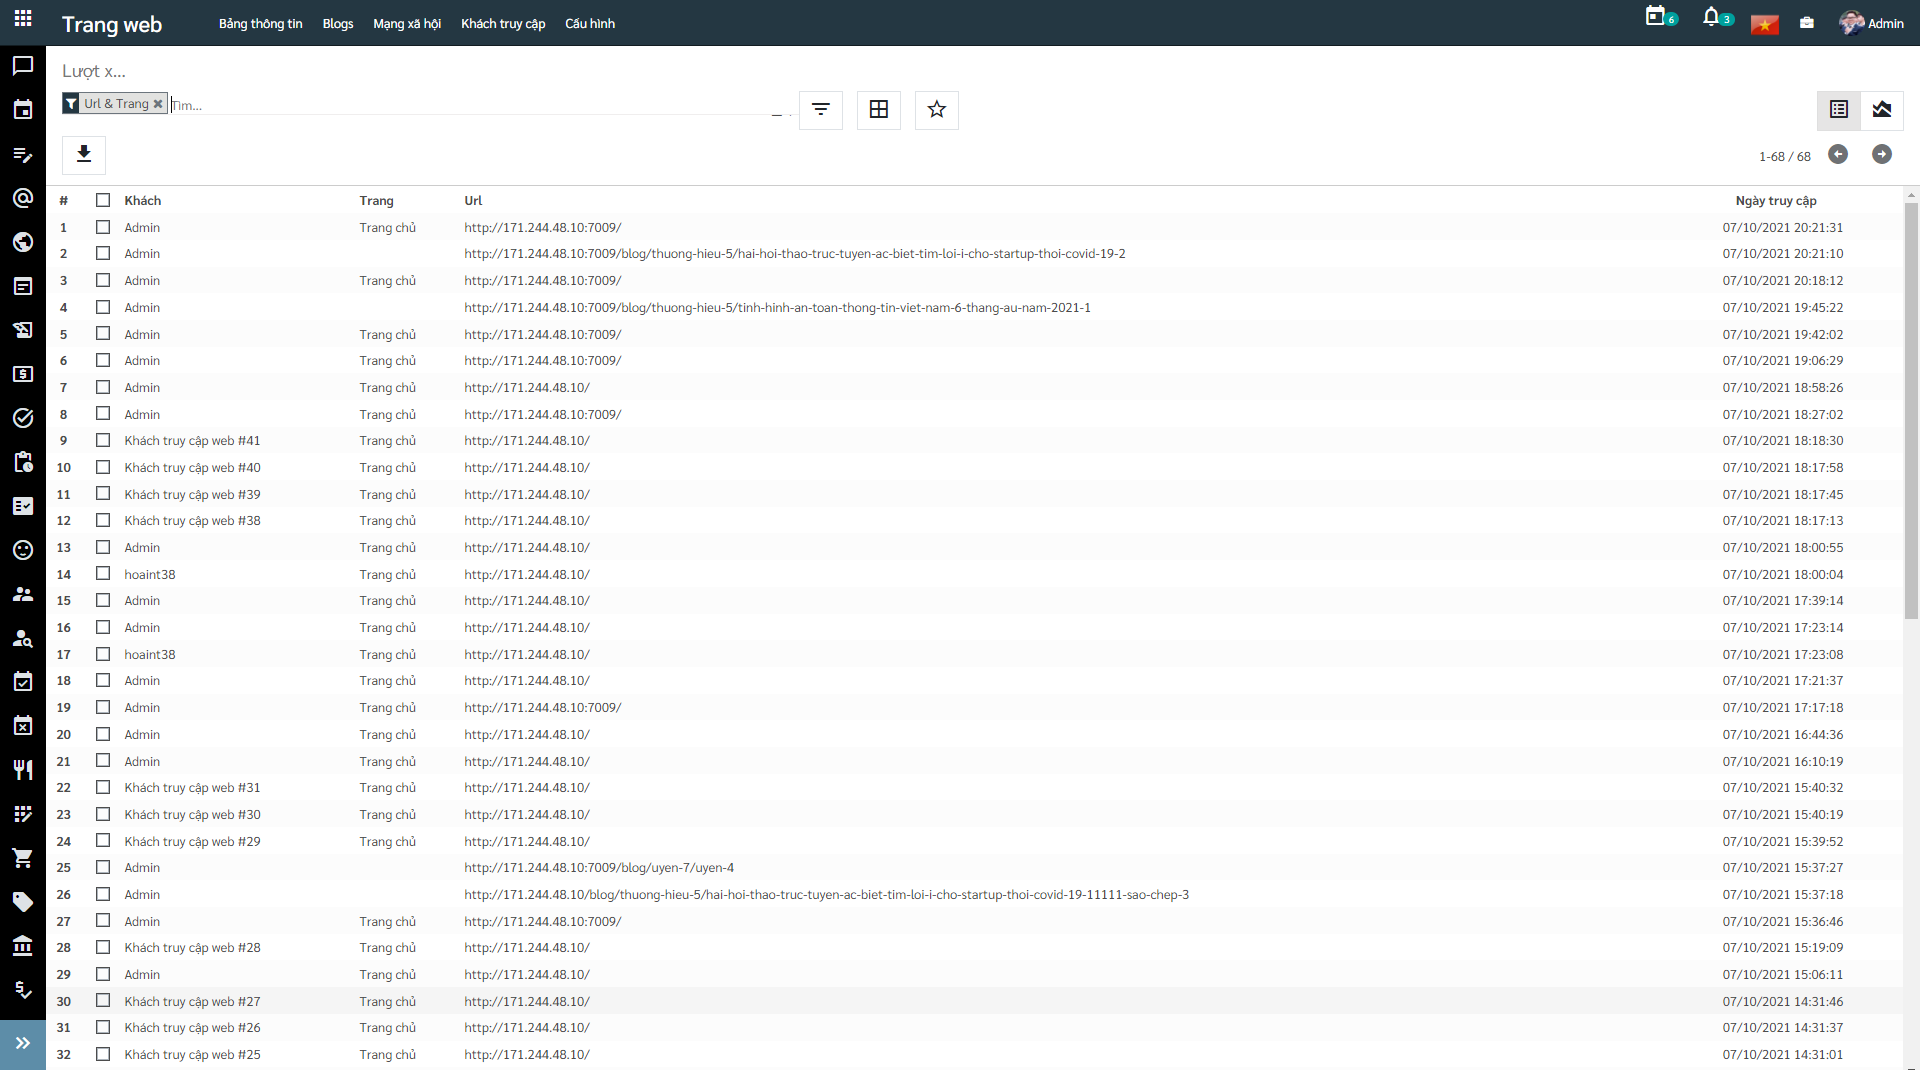 Trang web Bảng thông tin Blogs Mạng xã hội Khách truy cập Cấu hình 6 3 Admin
Lượt x...
Url & Trang Tìm...
1-68 / 68
# Khách Trang Url Ngày truy cập
1 Admin Trang chủ http://171.244.48.10:7009/ 07/10/2021 20:21:31
2 Admin http://171.244.48.10:7009/blog/thuong-hieu-5/hai-hoi-thao-truc-tuyen-ac-biet-tim-loi-i-cho-startup-thoi-covid-19-2 07/10/2021 20:21:10
3 Admin Trang chủ http://171.244.48.10:7009/ 07/10/2021 20:18:12
4 Admin http://171.244.48.10:7009/blog/thuong-hieu-5/tinh-hinh-an-toan-thong-tin-viet-nam-6-thang-au-nam-2021-1 07/10/2021 19:45:22
5 Admin Trang chủ http://171.244.48.10:7009/ 07/10/2021 19:42:02
6 Admin Trang chủ http://171.244.48.10:7009/ 07/10/2021 19:06:29
7 Admin Trang chủ http://171.244.48.10/ 07/10/2021 18:58:26
8 Admin Trang chủ http://171.244.48.10:7009/ 07/10/2021 18:27:02
9 Khách truy cập web #41 Trang chủ http://171.244.48.10/ 07/10/2021 18:18:30
10 Khách truy cập web #40 Trang chủ http://171.244.48.10/ 07/10/2021 18:17:58
11 Khách truy cập web #39 Trang chủ http://171.244.48.10/ 07/10/2021 18:17:45
12 Khách truy cập web #38 Trang chủ http://171.244.48.10/ 07/10/2021 18:17:13
13 Admin Trang chủ http://171.244.48.10/ 07/10/2021 18:00:55
14 hoaint38 Trang chủ http://171.244.48.10/ 07/10/2021 18:00:04
15 Admin Trang chủ http://171.244.48.10/ 07/10/2021 17:39:14
16 Admin Trang chủ http://171.244.48.10/ 07/10/2021 17:23:14
17 hoaint38 Trang chủ http://171.244.48.10/ 07/10/2021 17:23:08
18 Admin Trang chủ http://171.244.48.10/ 07/10/2021 17:21:37
19 Admin Trang chủ http://171.244.48.10:7009/ 07/10/2021 17:17:18
20 Admin Trang chủ http://171.244.48.10/ 07/10/2021 16:44:36
21 Admin Trang chủ http://171.244.48.10/ 07/10/2021 16:10:19
22 Khách truy cập web #31 Trang chủ http://171.244.48.10/ 07/10/2021 15:40:32
23 Khách truy cập web #30 Trang chủ http://171.244.48.10/ 07/10/2021 15:40:19
24 Khách truy cập web #29 Trang chủ http://171.244.48.10/ 07/10/2021 15:39:52
25 Admin http://171.244.48.10:7009/blog/uyen-7/uyen-4 07/10/2021 15:37:27
26 Admin http://171.244.48.10/blog/thuong-hieu-5/hai-hoi-thao-truc-tuyen-ac-biet-tim-loi-i-cho-startup-thoi-covid-19-11111-sao-chep-3 07/10/2021 15:37:18
27 Admin Trang chủ http://171.244.48.10:7009/ 07/10/2021 15:36:46
28 Khách truy cập web #28 Trang chủ http://171.244.48.10/ 07/10/2021 15:19:09
29 Admin Trang chủ http://171.244.48.10/ 07/10/2021 15:06:11
30 Khách truy cập web #27 Trang chủ http://171.244.48.10/ 07/10/2021 14:31:46
31 Khách truy cập web #26 Trang chủ http://171.244.48.10/ 07/10/2021 14:31:37
32 Khách truy cập web #25 Trang chủ http://171.244.48.10/ 07/10/2021 14:31:01